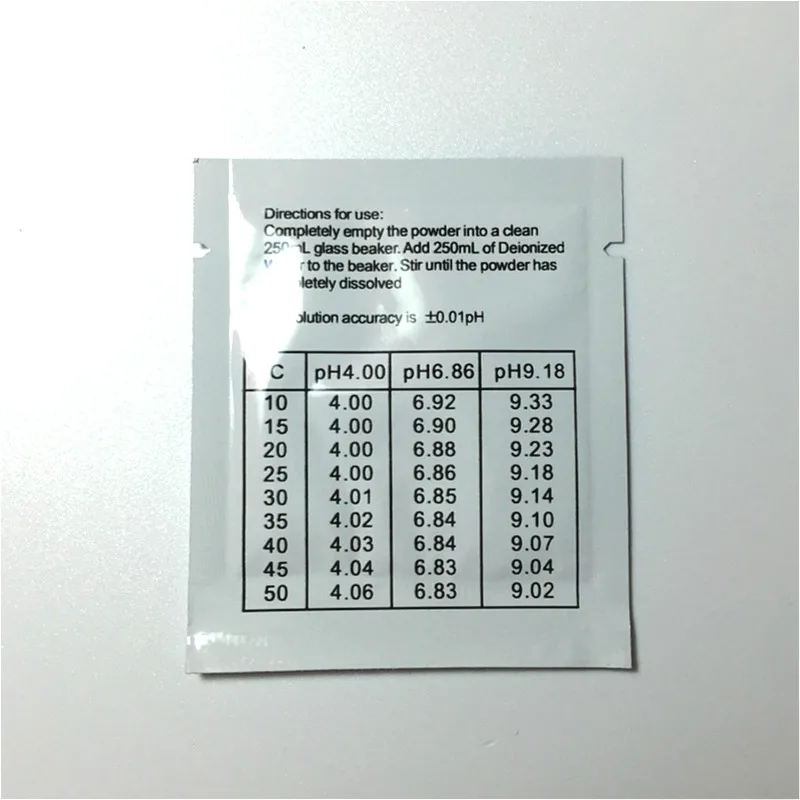 Directions for use:
Completely empty the powder into a clean
glass beaker. Add 250mL of Deionized
to the beaker. Stir until the powder has
dissolved
accuracy is ±0.01pH
C pH4.00 pH6.86 pH9.18
10 4.00 6.92 9.33
15 4.00 6.90 9.28
20 4.00 6.88 9.23
25 4.00 6.86 9.18
30 4.01 6.85 9.14
35 4.02 6.84 9.10
40 4.03 6.84 9.07
45 4.04 6.83 9.04
50 4.06 6.83 9.02